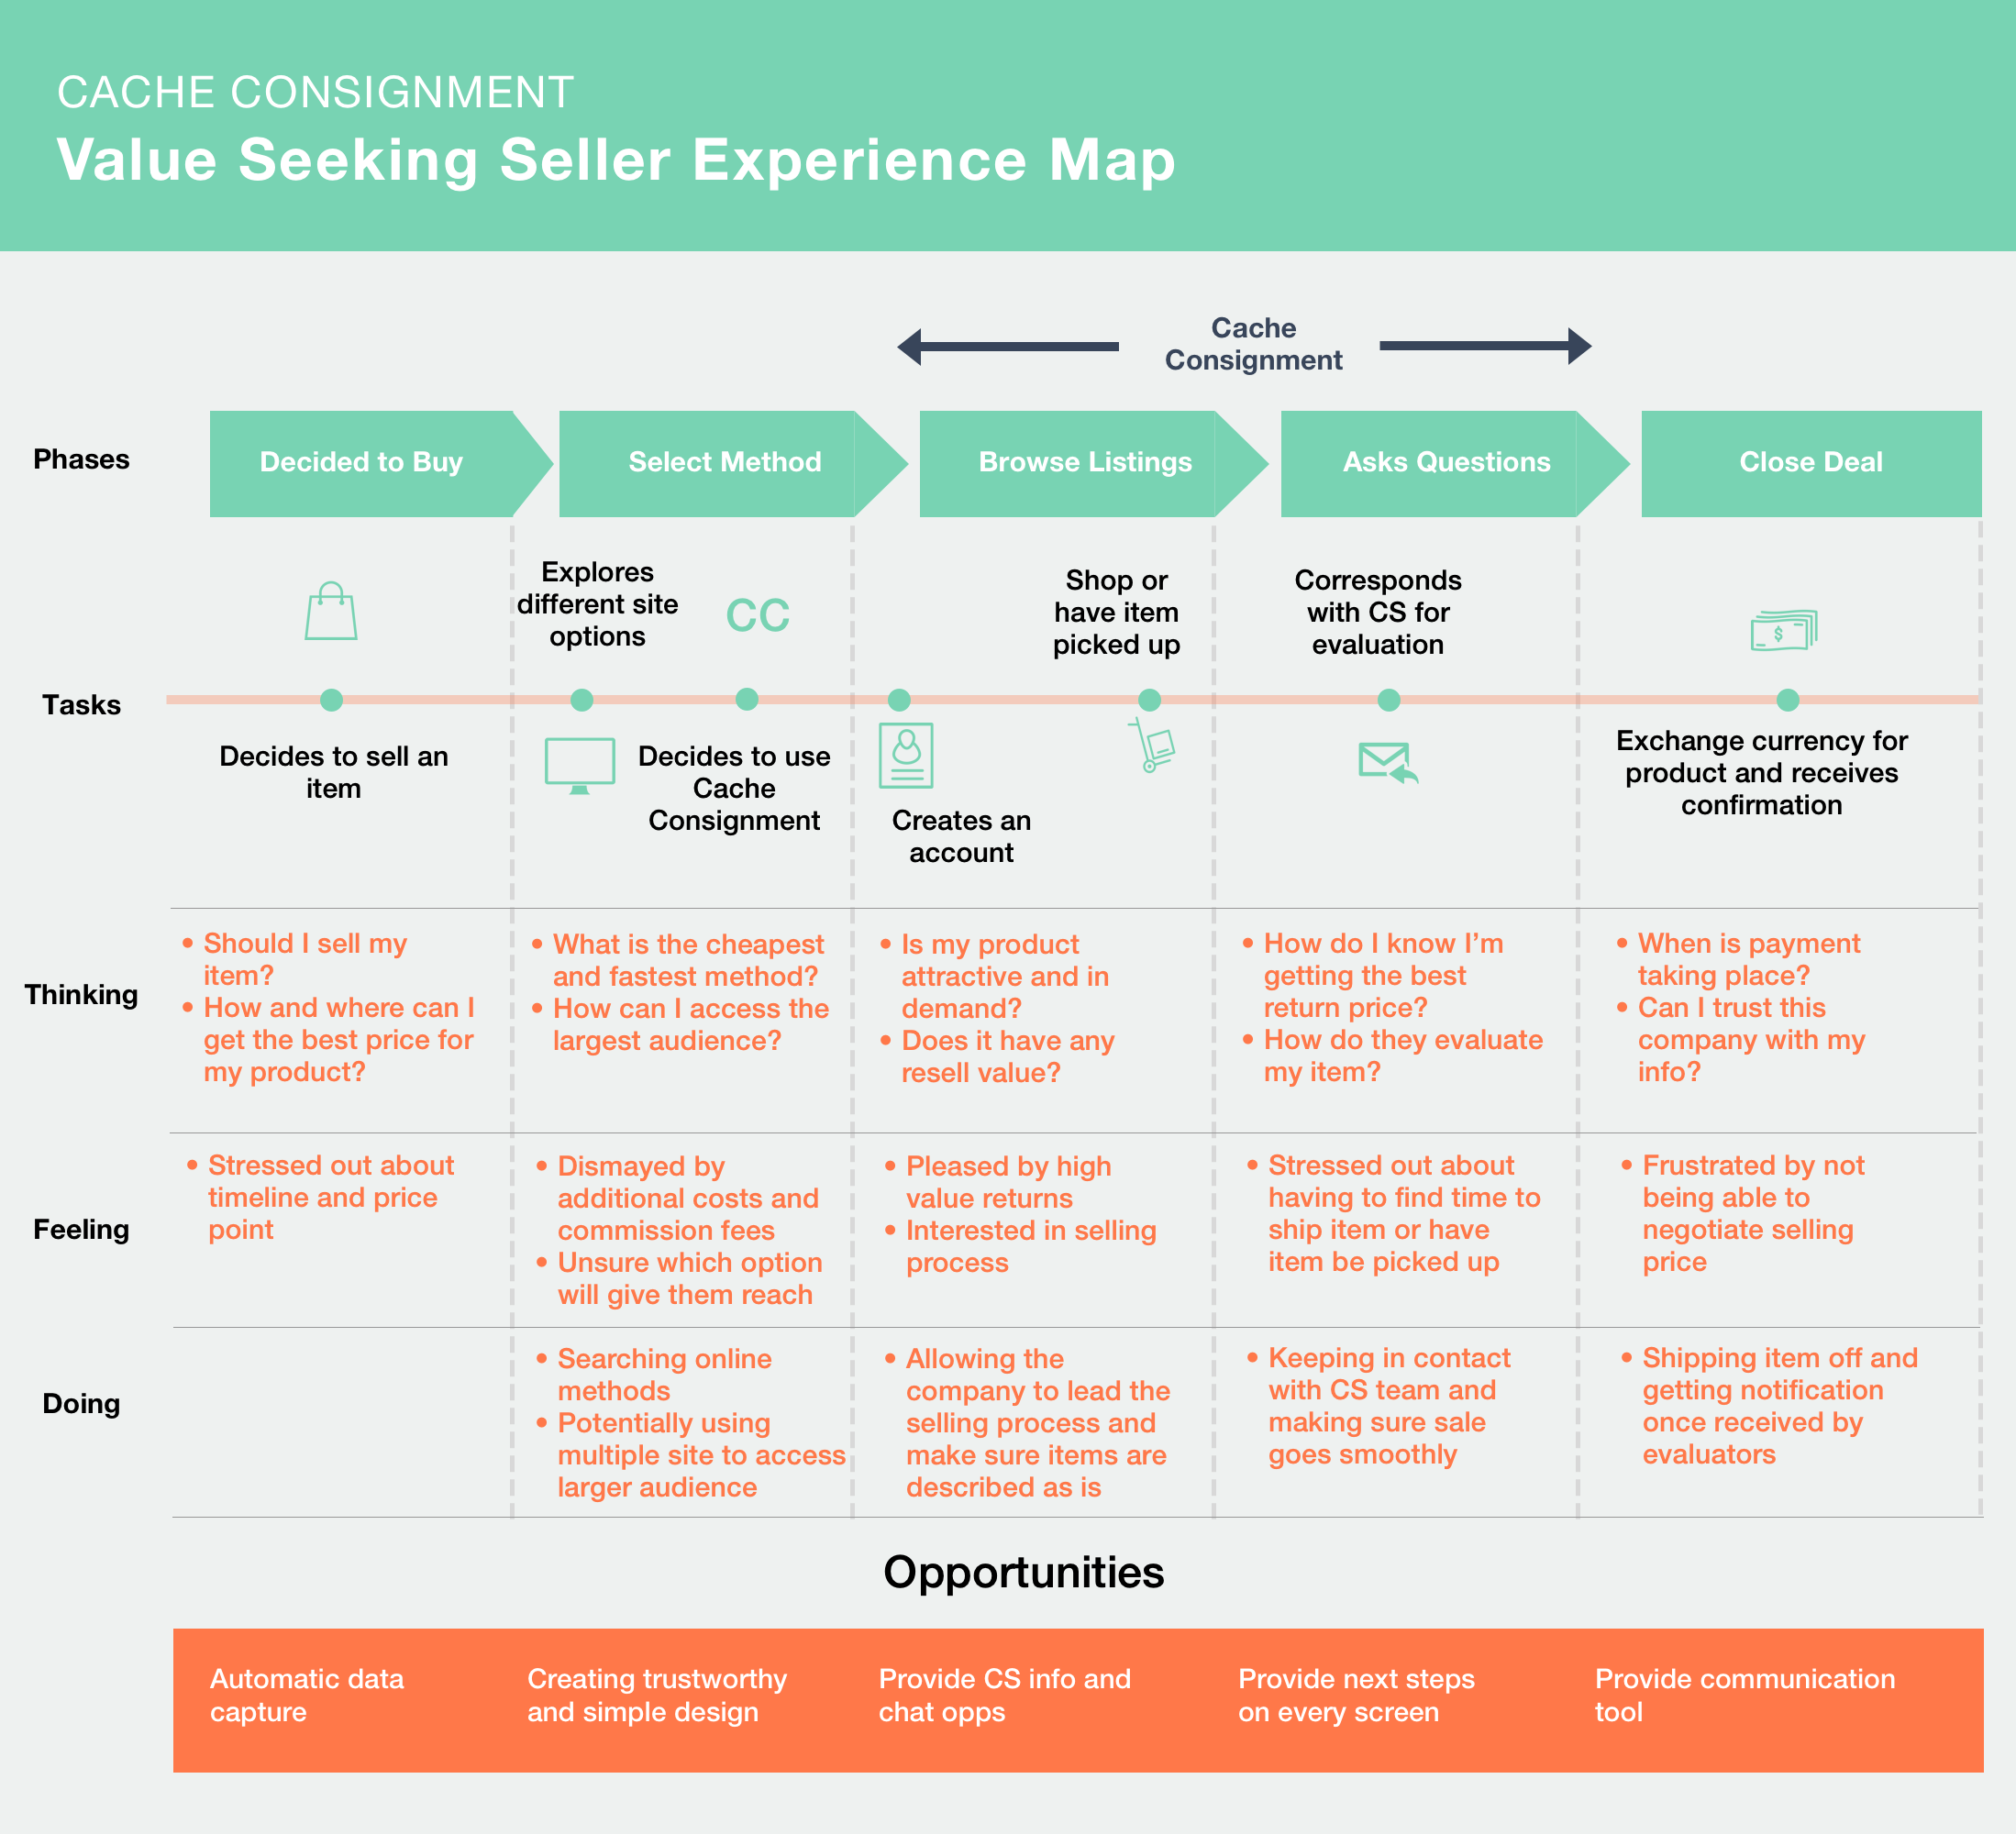 CACHE CONSIGNMENT
Value Seeking Seller Experience Map
Cache
Consignment
Phases
Decided to Buy
Select Method
Browse Listings
Asks Questions
Close Deal
Tasks
Decides to sell an
item
Explores
different site
options
CC
Decides to use
Cache
Consignment
Creates an
account
Shop or
have item
picked up
Corresponds
with CS for
evaluation
$
Exchange currency for
product and receives
confirmation
Thinking
• Should I sell my
item?
• How and where can I
get the best price for
my product?
• What is the cheapest
and fastest method?
• How can I access the
largest audience?
• Is my product
attractive and in
demand?
• Does it have any
resell value?
• How do I know I’m
getting the best
return price?
• How do they evaluate
my item?
• When is payment
taking place?
• Can I trust this
company with my
info?
Feeling
• Stressed out about
timeline and price
point
• Dismayed by
additional costs and
commission fees
• Unsure which option
will give them reach
• Pleased by high
value returns
• Interested in selling
process
• Stressed out about
having to find time to
ship item or have
item be picked up
• Frustrated by not
being able to
negotiate selling
price
Doing
• Searching online
methods
• Potentially using
multiple site to access
larger audience
• Allowing the
company to lead the
selling process and
make sure items are
described as is
• Keeping in contact
with CS team and
making sure sale
goes smoothly
• Shipping item off and
getting notification
once received by
evaluators
Opportunities
Automatic data
capture
Creating trustworthy
and simple design
Provide CS info and
chat opps
Provide next steps
on every screen
Provide communication
tool